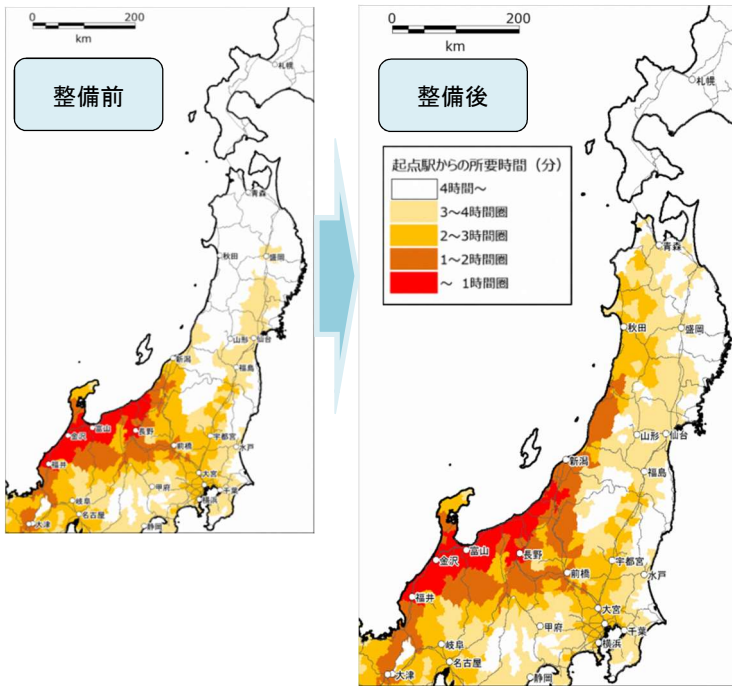 0
200
km
整備前
札幌
青森
秋田
盛岡
山形
仙台
新潟
福島
金沢
富山
長野
前橋
宇都宮
水戸
福井
大宮
甲府
千葉
岐阜
横浜
名古屋
大津
静岡
0
200
km
整備後
札幌
起点駅からの所要時間(分)
4時間~
3~4時間圏
2~3時間圏
1~2時間圏
~ 1時間圏
青森
秋田
盛岡
山形
仙台
新潟
福島
金沢
富山
長野
前橋
宇都宮
水戸
福井
大宮
甲府
千葉
岐阜
横浜
名古屋
大津
静岡